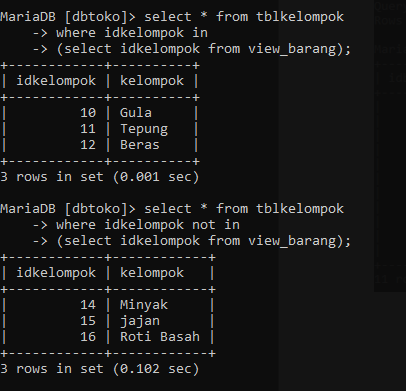 MariaDB [dbtoko]> select * from tblkelompok
    -> where idkelompok in
    -> (select idkelompok from view_barang);
+------------+----------+
| idkelompok | kelompok |
+------------+----------+
|         10 | Gula     |
|         11 | Tepung   |
|         12 | Beras    |
+------------+----------+
3 rows in set (0.001 sec)

MariaDB [dbtoko]> select * from tblkelompok
    -> where idkelompok not in
    -> (select idkelompok from view_barang);
+------------+------------+
| idkelompok | kelompok   |
+------------+------------+
|         14 | Minyak     |
|         15 | jajan      |
|         16 | Roti Basah |
+------------+------------+
3 rows in set (0.102 sec)